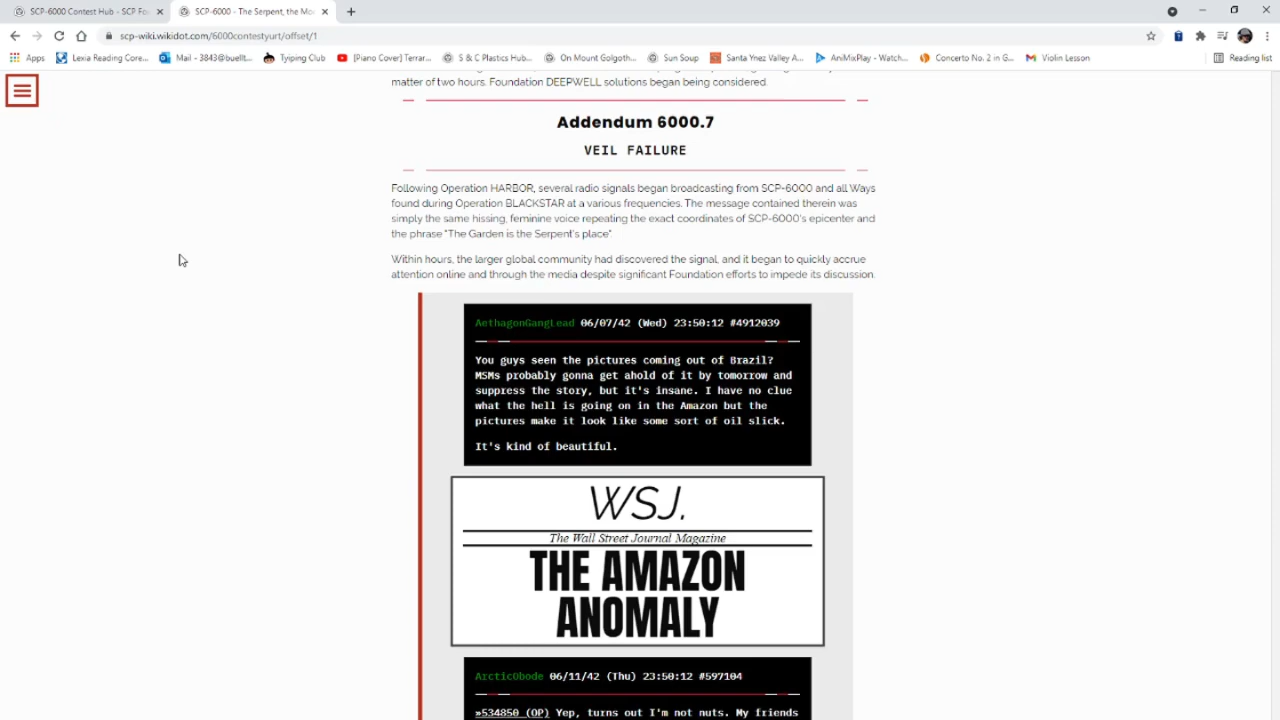 SCP-6000 Contest Hub - SCP Fo
SCP-6000 - The Serpent, the Mo
scp-wiki.wikidot.com/6000contestyurt/offset/1
Apps
Lexia Reading Core...
Mail - 3843@buellt...
Tyiping Club
[Piano Cover] Terrar...
S & C Plastics Hub...
On Mount Golgoth...
Sun Soup
Santa Ynez Valley A...
AniMixPlay - Watch...
Concerto No. 2 in G...
Violin Lesson
Reading list
matter of two hours. Foundation DEEPWELL solutions began being considered.
Addendum 6000.7
VEIL FAILURE
Following Operation HARBOR, several radio signals began broadcasting from SCP-6000 and all Ways
found during Operation BLACKSTAR at a various frequencies. The message contained therein was
simply the same hissing, feminine voice repeating the exact coordinates of SCP-6000's epicenter and
the phrase "The Garden is the Serpent's place".
Within hours, the larger global community had discovered the signal, and it began to quickly accrue
attention online and through the media despite significant Foundation efforts to impede its discussion.
AethagonGangLead 06/07/42 (Wed) 23:50:12 #4912039
You guys seen the pictures coming out of Brazil?
MSMs probably gonna get ahold of it by tomorrow and
suppress the story, but it's insane. I have no clue
what the hell is going on in the Amazon but the
pictures make it look like some sort of oil slick.
It's kind of beautiful.
WSJ.
The Wall Street Journal Magazine
THE AMAZON
ANOMALY
ArcticObode 06/11/42 (Thu) 23:50:12 #597104
»534850 (OP) Yep, turns out I'm not nuts. My friends